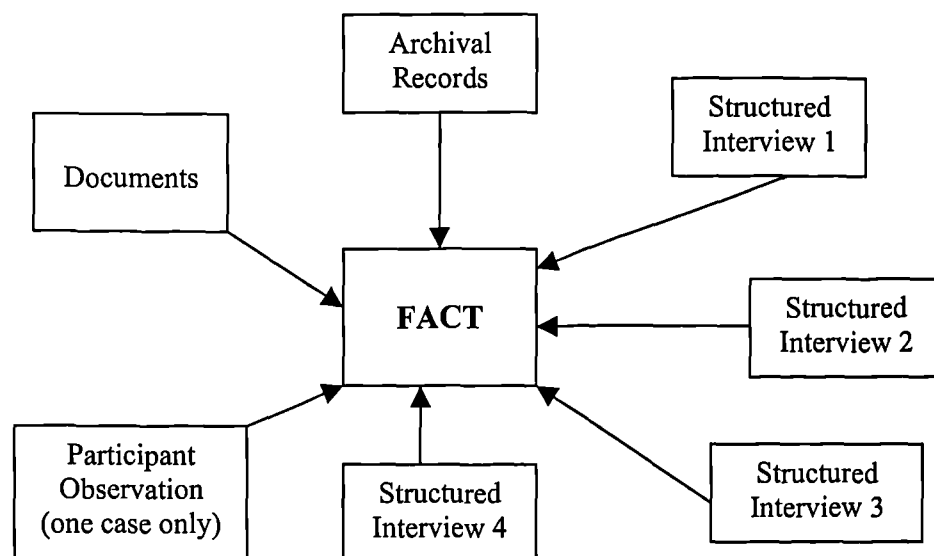 Archival
Records
Structured
Interview 1
Documents
FACT
Structured
Interview 2
Participant
Observation
(one case only)
Structured
Interview 4
Structured
Interview 3